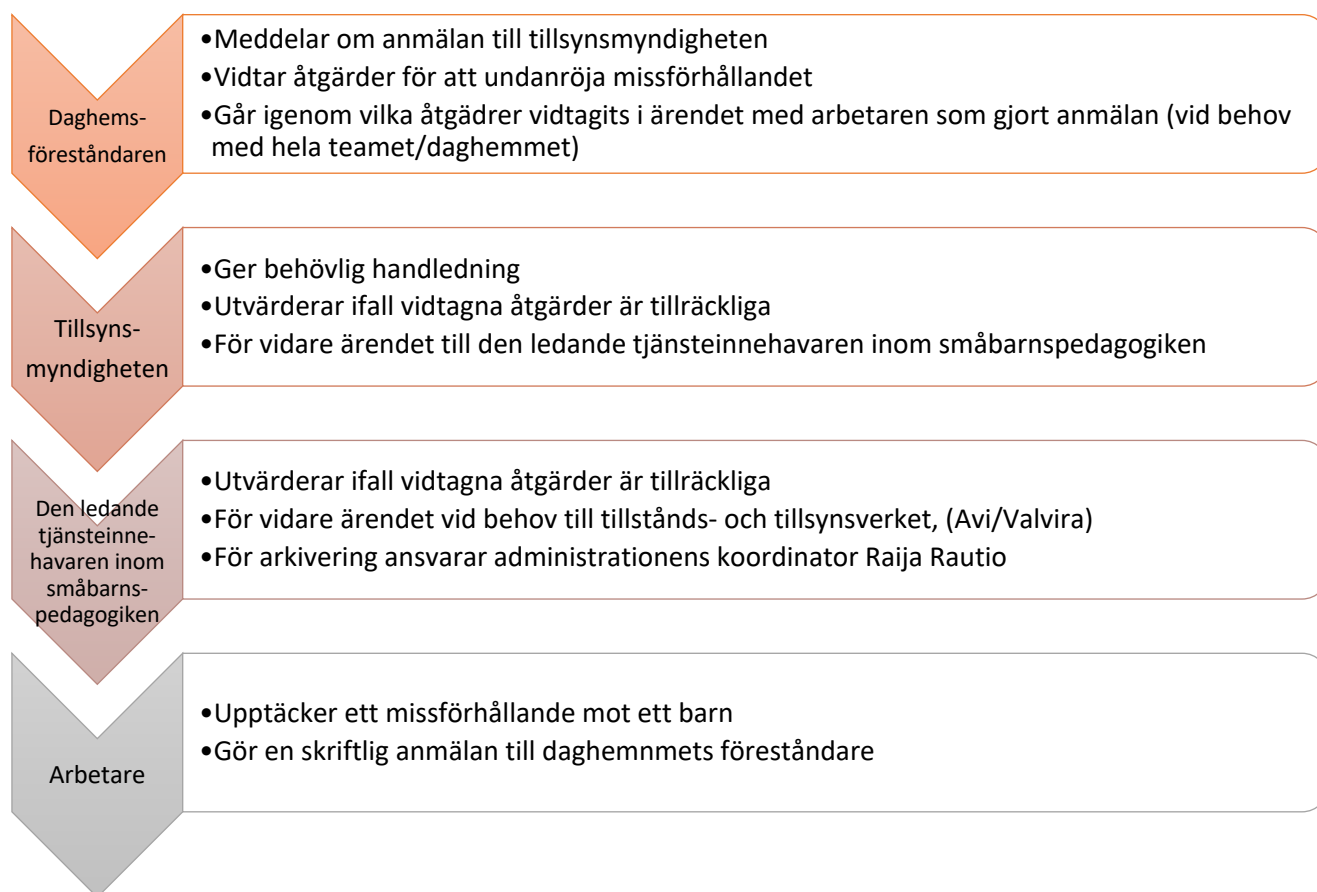 Daghems-
föreståndaren
•Meddelar om anmälan till tillsynsmyndigheten
•Vidtar åtgärder för att undanröja missförhållandet
•Går igenom vilka åtgädrer vidtagits i ärendet med arbetaren som gjort anmälan (vid behov
med hela teamet/daghemmet)
Tillsyns-
myndigheten
•Ger behövlig handledning
•Utvärderar ifall vidtagna åtgärder är tillräckliga
•För vidare ärendet till den ledande tjänsteinnehavaren inom småbarnspedagogiken
Den ledande
tjänsteinne-
havaren inom
småbarns-
pedagogiken
•Utvärderar ifall vidtagna åtgärder är tillräckliga
•För vidare ärendet vid behov till tillstånds- och tillsynsverket, (Avi/Valvira)
•För arkivering ansvarar administrationens koordinator Raija Rautio
Arbetare
•Upptäcker ett missförhållande mot ett barn
•Gör en skriftlig anmälan till daghemnmets föreståndare